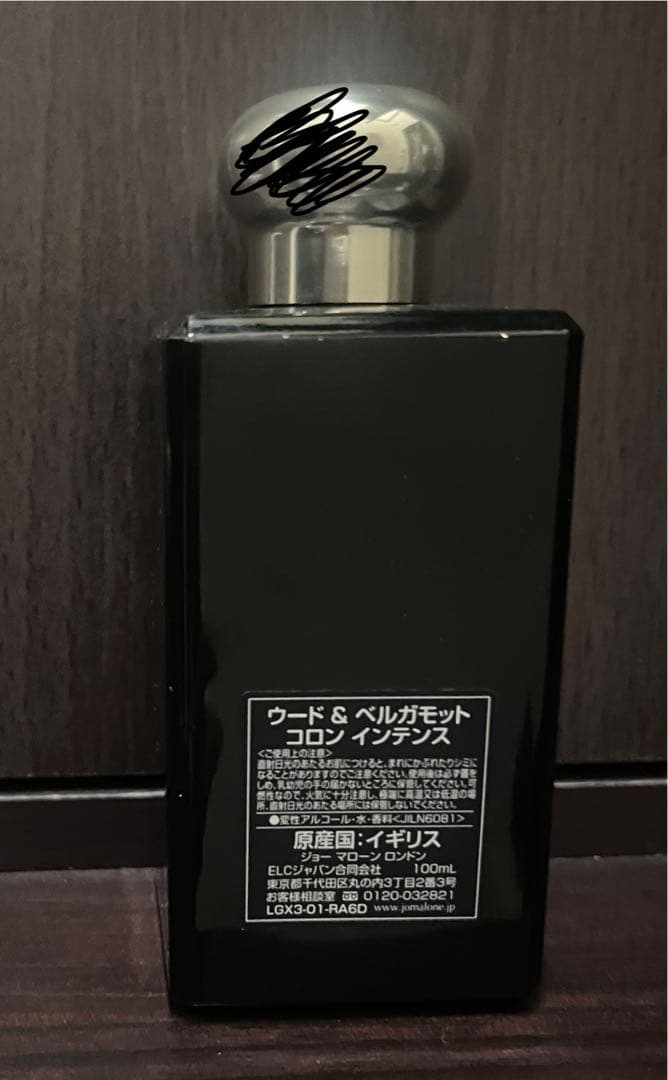 ウード & ベルガモット
コロン インテンス
<ご使用上の注意>
直射日光のあたるお肌につけると、まれにかぶれたりシミに
なることがありますのでご注意ください。使用後は必ず蓋を
しめ、乳幼児の手の届かないところに保管してください。可
燃性なので、火気に十分注意し、極端に高温又は低温の場
所、直射日光のあたる場所には保管しないでください。
●変性アルコール・水・香料<JILN6081>
原産国:イギリス
ジョー マローン ロンドン
ELCジャパン合同会社 100mL
東京都千代田区丸の内3丁目2番3号
お客様相談室 0120-032821
LGX3-01-RA6D www.jomalone.jp